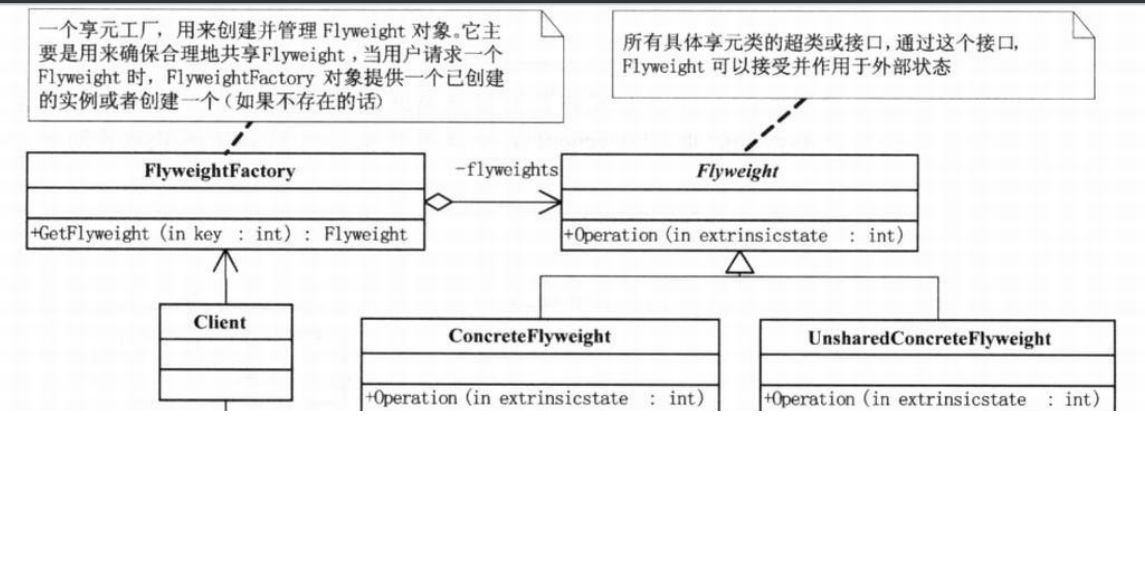 一个享元工厂，用来创建并管理 Flyweight 对象。它主
要是用来确保合理地共享Flyweight，当用户请求一个
Flyweight 时，FlyweightFactory 对象提供一个已创建
的实例或者创建一个（如果不存在的话）
所有具体享元类的超类或接口，通过这个接口，
Flyweight 可以接受并作用于外部状态
FlyweightFactory
-flyweights
Flyweight
+GetFlyweight (in key : int) : Flyweight
+Operation (in extrinsicstate : int)
Client
ConcreteFlyweight
UnsharedConcreteFlyweight
+Operation (in extrinsicstate : int)
+Operation (in extrinsicstate : int)